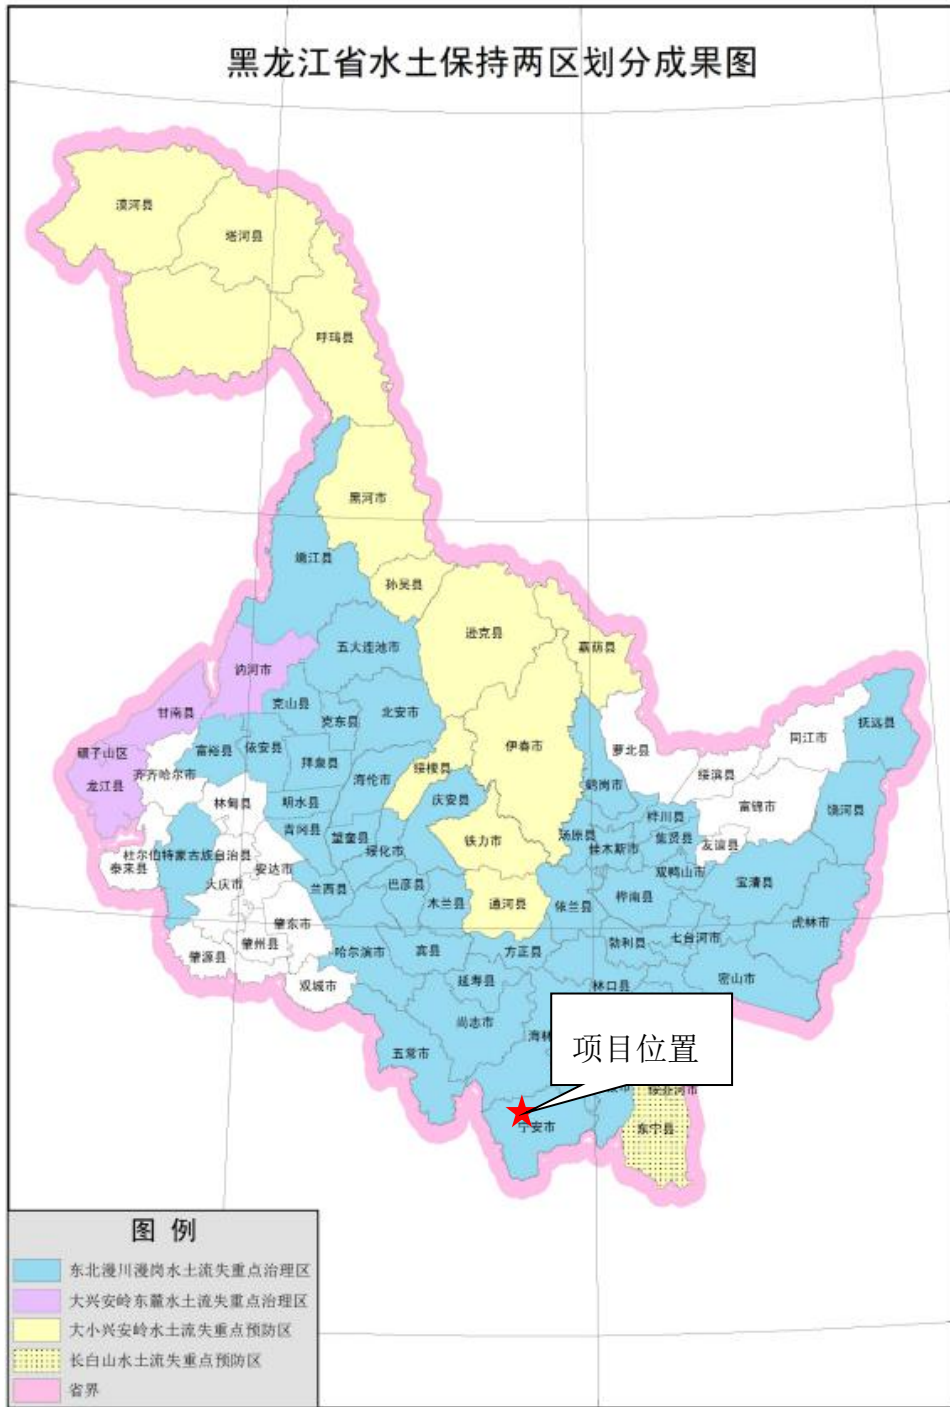 黑龙江省水土保持两区划分成果图
漠河县
塔河县
呼玛县
黑河市
嫩江县
孙吴县
逊克县
嘉荫县
五大连池市
讷河市
克山县
克东县
北安市
甘南县
碾子山区
龙江县
齐齐哈尔市
富裕县
依安县
拜泉县
海伦市
绥棱县
伊春市
鹤岗市
萝北县
绥滨县
同江市
抚远县
富锦市
饶河县
林甸县
明水县
青冈县
望奎县
庆安县
绥化市
铁力市
汤原县
桦川县
佳木斯市
集贤县
友谊县
双鸭山市
宝清县
杜尔伯特蒙古族自治县
泰来县
大庆市
安达市
兰西县
巴彦县
木兰县
通河县
依兰县
桦南县
虎林市
肇东市
肇州县
肇源县
哈尔滨市
宾县
方正县
勃利县
七台河市
密山市
双城市
延寿县
林口县
尚志市
海林
五常市
项目位置
宁安市
东宁县
图 例
东北漫川漫岗水土流失重点治理区
大兴安岭东麓水土流失重点治理区
大小兴安岭水土流失重点预防区
长白山水土流失重点预防区
省界